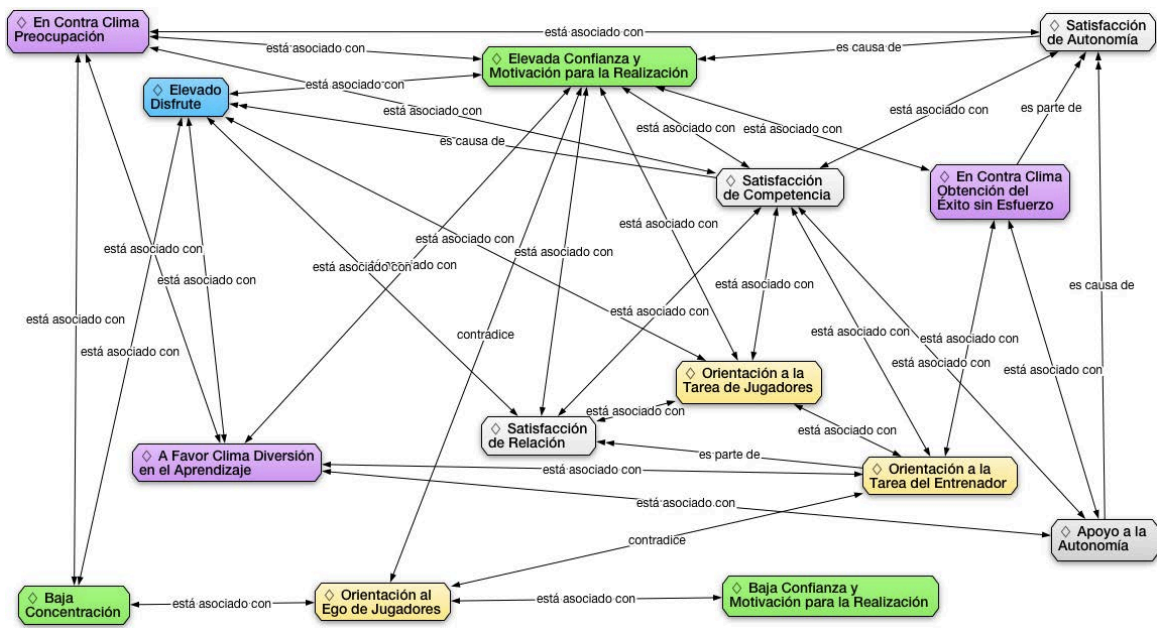 ◇ En Contra Clima
Preocupación
está asociado con
◇ Satisfacción
de Autonomía
está asociado con
es causa de
◇ Elevada Confianza y
Motivación para la Realización
◇ Elevado
Disfrute
está asociado con
está asociado con
es parte de
está asociado con
está asociado con
está asociado con
es causa de
◇ Satisfacción
de Competencia
◇ En Contra Clima
Obtención del
Éxito sin Esfuerzo
está asociado con
está asociado con
está asociado con
está asociado con
está asociado con
está asociado con
está asociado con
es causa de
está asociado con
está asociado con
contradice
está asociado con
está asociado con
está asociado con
está asociado con
◇ Orientación a la
Tarea de Jugadores
está asociado con
◇ Satisfacción
de Relación
está asociado con
es parte de
◇ A Favor Clima Diversión
en el Aprendizaje
está asociado con
◇ Orientación a la
Tarea del Entrenador
está asociado con
contradice
◇ Apoyo a la
Autonomía
◇ Baja
Concentración
está asociado con
◇ Orientación al
Ego de Jugadores
está asociado con
◇ Baja Confianza y
Motivación para la Realización